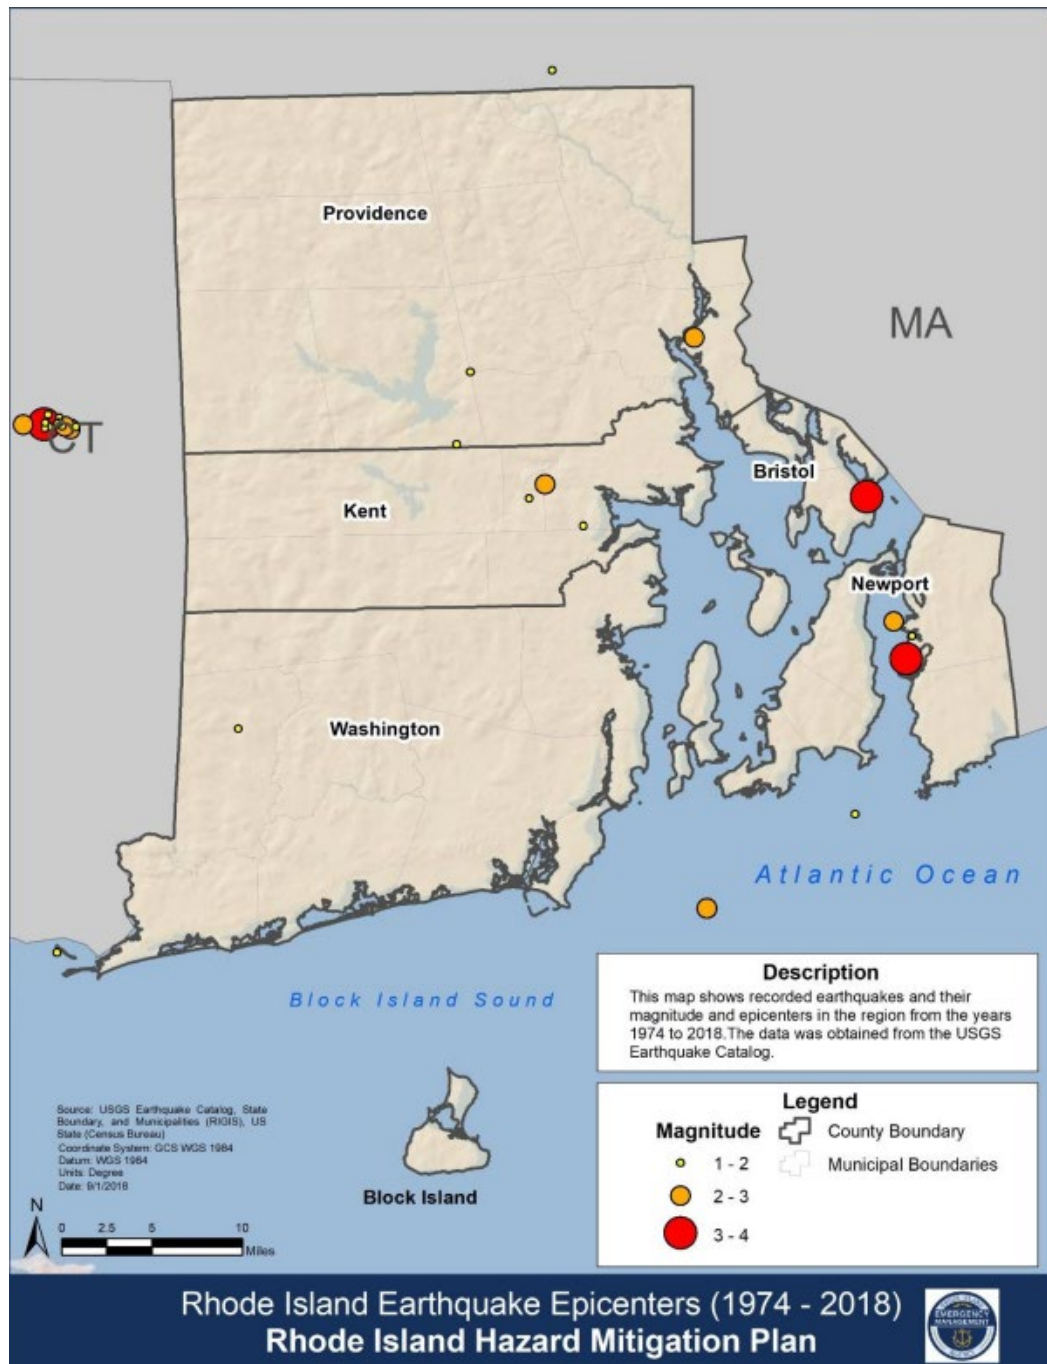 Providence
MA
CT
Bristol
Kent
Newport
Washington
Atlantic Ocean
Block Island Sound
Description
This map shows recorded earthquakes and their
magnitude and epicenters in the region from the years
1974 to 2018.The data was obtained from the USGS
Earthquake Catalog.
Source: USGS Earthquake Catalog, State
Boundary, and Municipalities (RIGIS), US
State (Census Bureau)
Coordinate System: GCS WGS 1984
Datum: WGS 1984
Units: Degree
Date: 9/1/2018
Block Island
N
0 2.5 5 10
Miles
Legend
Magnitude
County Boundary
1 - 2
Municipal Boundaries
2 - 3
3 - 4
Rhode Island Earthquake Epicenters (1974 - 2018)
Rhode Island Hazard Mitigation Plan
EMERGENCY
MANAGEMENT